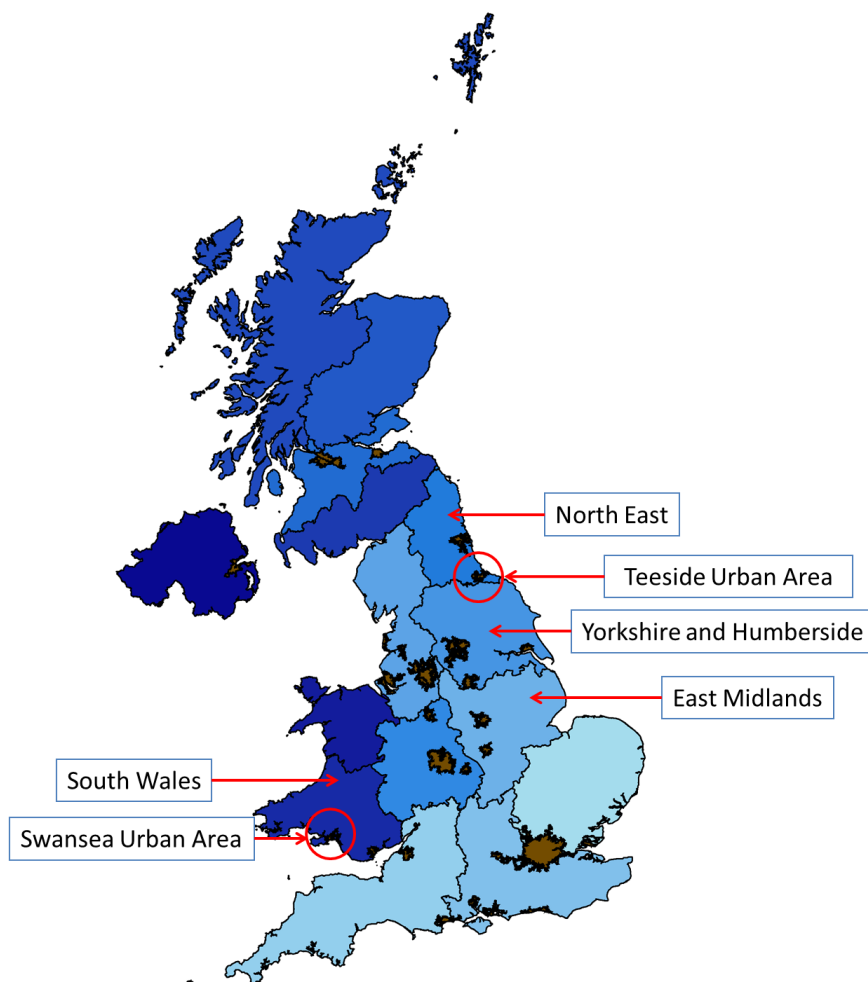 North East
Teeside Urban Area
Yorkshire and Humberside
East Midlands
South Wales
Swansea Urban Area